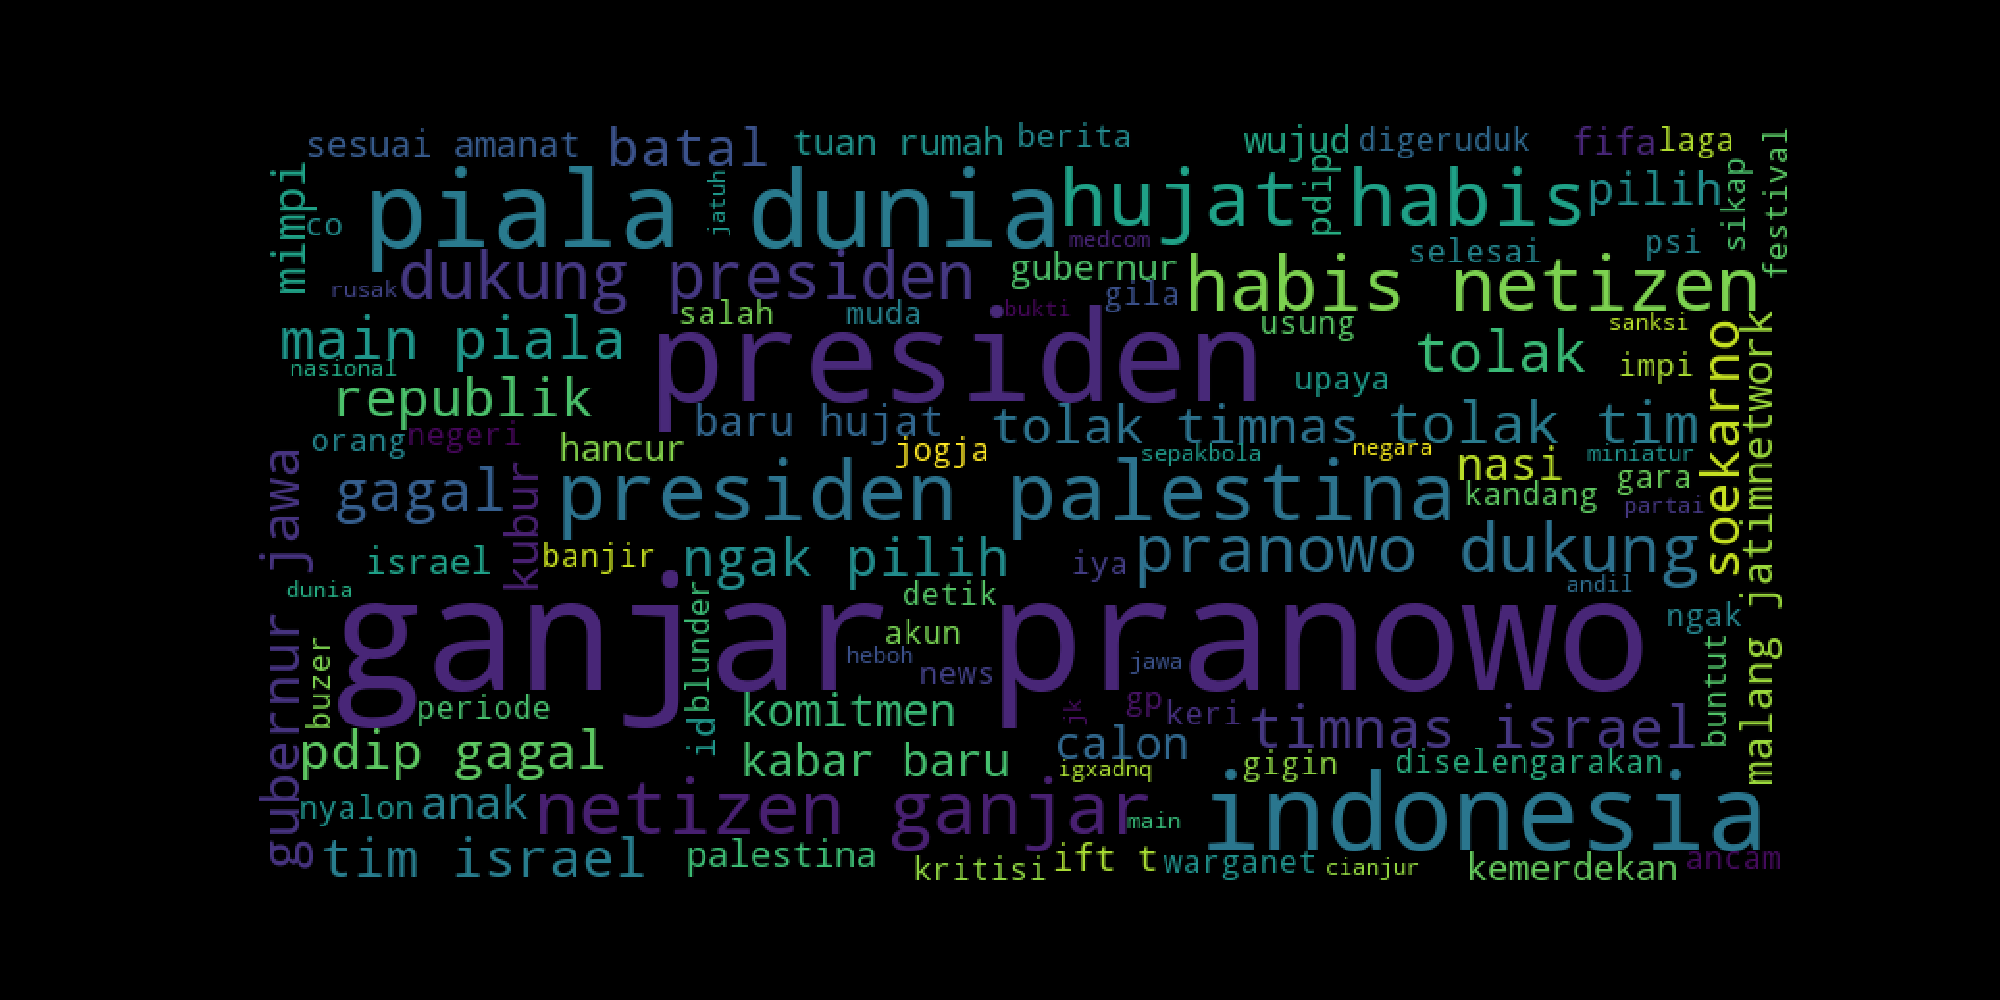 sesuai amanat
batal
tuan rumah
berita
wujud
digeruduk
fifa
laga
festival
mimpi
co
piala dunia
jatuh
hujat habis
pdip
pilih
sikap
medcom
selesai
psi
rusak
dukung presiden
gubernur
gila
habis netizen
salah
muda
bukti
usung
sanksi
soekarno
malang jatimnetwork
main piala
nasional
presiden
tolak
impi
upaya
republik
baru hujat
tolak timnas
tolak tim
orang
negeri
hancur
jogja
sepakbola
negara
miniatur
gubernur jawa
gagal
kubur
presiden palestina
nasi
gara
kandang
partai
israel
banjir
ngak pilih
iya
pranowo dukung
andil
dunia
detik
ganjar pranowo
ngak
akun
heboh
news
jawa
blunder
id
buzer
buntut
periode
komitmen
jk
gp
keri
timnas israel
pdip gagal
kabar baru
calon
igxadnq
gigin
diselengarakan
nyalon
anak
netizen ganjar
main
indonesia
tim israel
palestina
kritisi
ift t
warganet
cianjur
kemerdekan
ancam